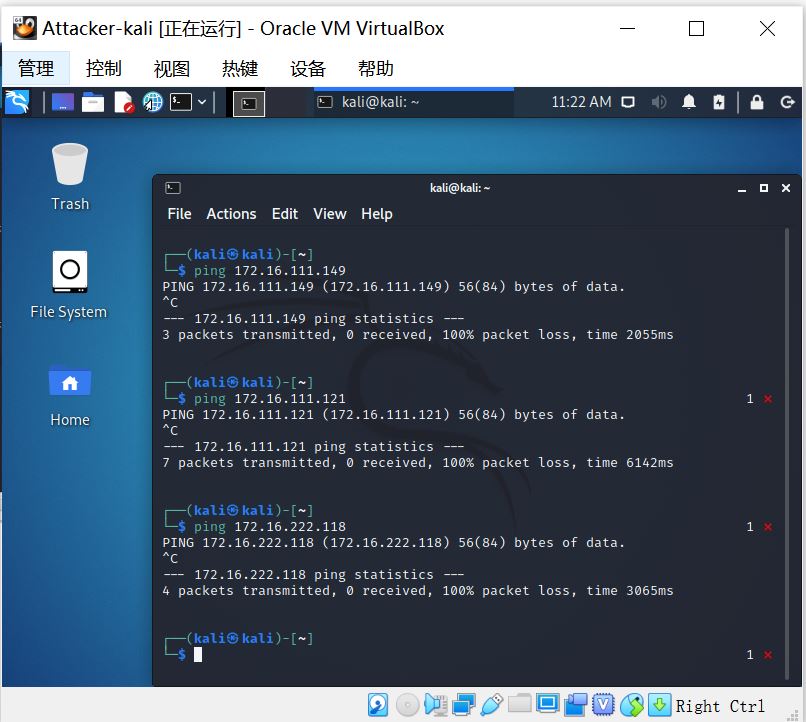 Attacker-kali [正在运行] - Oracle VM VirtualBox
管理 控制 视图 热键 设备 帮助
kali@kali: ~ 11:22 AM
Trash
File System
Home
kali@kali: ~
File Actions Edit View Help
┌──(kali㉿kali)-[~]
└─$ ping 172.16.111.149
PING 172.16.111.149 (172.16.111.149) 56(84) bytes of data.
^C
--- 172.16.111.149 ping statistics ---
3 packets transmitted, 0 received, 100% packet loss, time 2055ms
┌──(kali㉿kali)-[~]
└─$ ping 172.16.111.121 1 ⨯
PING 172.16.111.121 (172.16.111.121) 56(84) bytes of data.
^C
--- 172.16.111.121 ping statistics ---
7 packets transmitted, 0 received, 100% packet loss, time 6142ms
┌──(kali㉿kali)-[~]
└─$ ping 172.16.222.118 1 ⨯
PING 172.16.222.118 (172.16.222.118) 56(84) bytes of data.
^C
--- 172.16.222.118 ping statistics ---
4 packets transmitted, 0 received, 100% packet loss, time 3065ms
┌──(kali㉿kali)-[~]
└─$ 1 ⨯
Right Ctrl